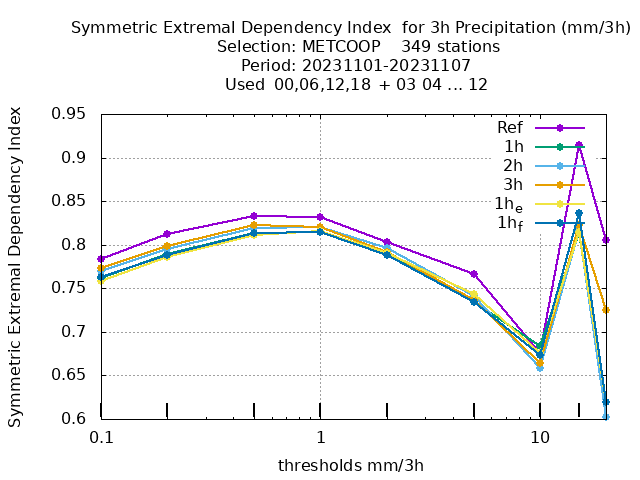 Symmetric Extremal Dependency Index  for 3h Precipitation (mm/3h)
Selection: METCOOP    349 stations
Period: 20231101-20231107
Used  00,06,12,18  + 03 04 ... 12
Symmetric Extremal Dependency Index
0.95
0.9
0.85
0.8
0.75
0.7
0.65
0.6
Ref
1h
2h
3h
1he
1hf
0.1 1 10
thresholds mm/3h